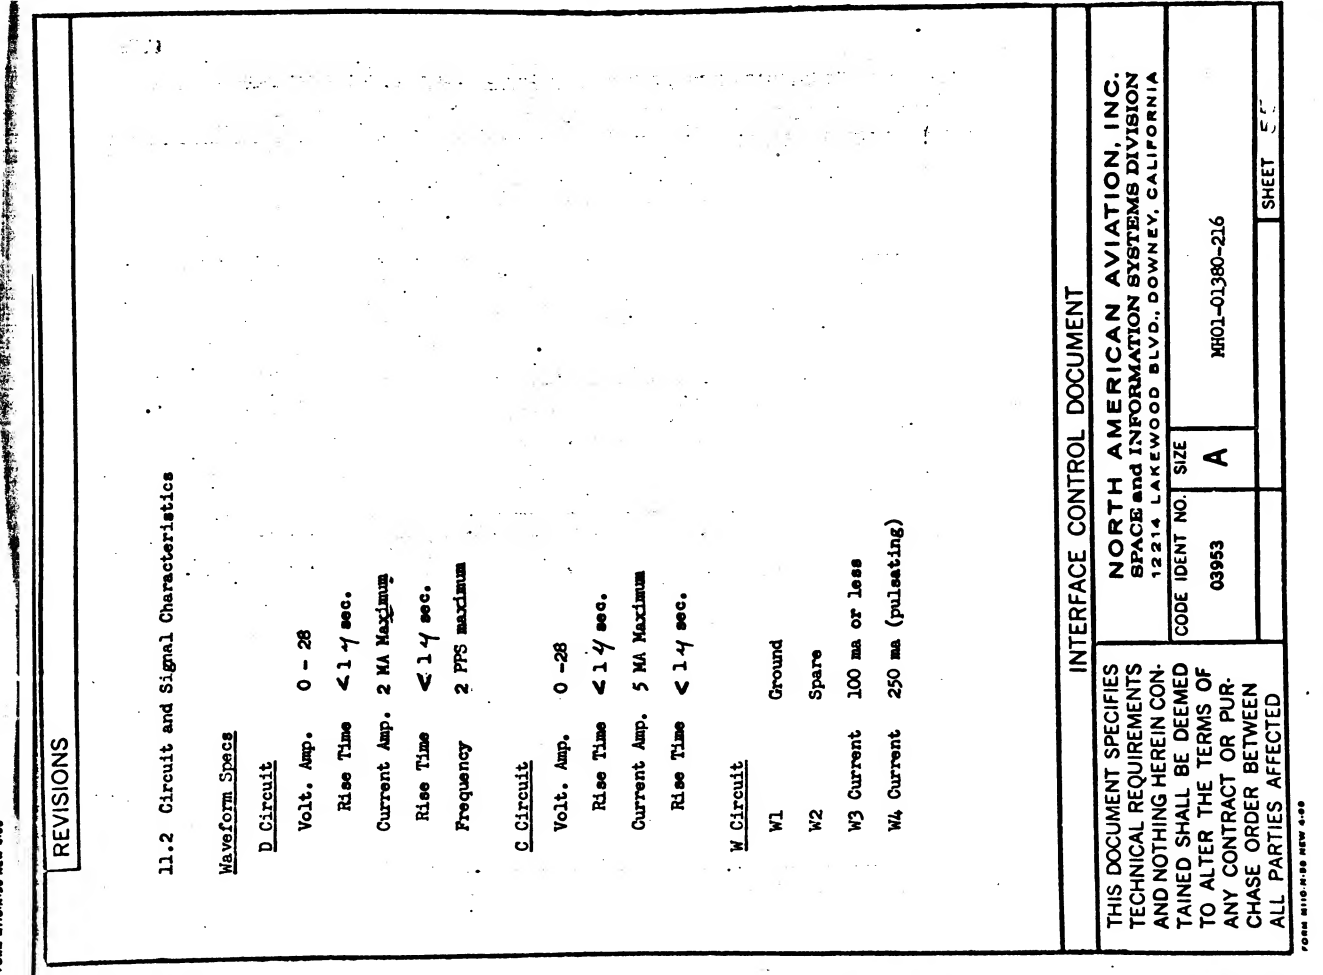 REVISIONS
11.2 Circuit and Signal Characteristics
Waveform Specs
D Circuit
Volt. Amp. 0 - 28
Rise Time < 1 μ sec.
Current Amp. 2 MA Maximum
Rise Time < 1 μ sec.
Frequency 2 PPS maximum
C Circuit
Volt. Amp. 0 -28
Rise Time < 1 μ sec.
Current Amp. 5 MA Maximum
Rise Time < 1 μ sec.
W Circuit
W1 Ground
W2 Spare
W3 Current 100 ma or less
W4 Current 250 ma (pulsating)
INTERFACE CONTROL DOCUMENT
THIS DOCUMENT SPECIFIES
TECHNICAL REQUIREMENTS
AND NOTHING HEREIN CON-
TAINED SHALL BE DEEMED
TO ALTER THE TERMS OF
ANY CONTRACT OR PUR-
CHASE ORDER BETWEEN
ALL PARTIES AFFECTED
NORTH AMERICAN AVIATION, INC.
SPACE and INFORMATION SYSTEMS DIVISION
12214 LAKEWOOD BLVD., DOWNEY, CALIFORNIA
CODE IDENT NO. SIZE
03953 A MH01-01380-216
SHEET 55
FORM M110-N-98 NEW